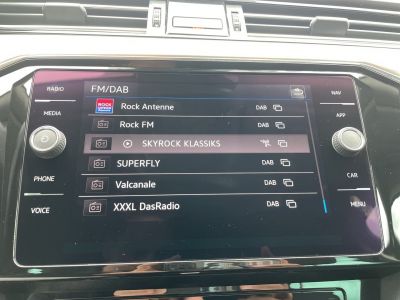 RADIO
FM/DAB
NAV
MEDIA
APP
ROCK
Rock Antenne DAB
Rock FM DAB
SKYROCK KLASSIKS
SUPERFLY DAB
Valcanale DAB
XXXL DasRadio DAB
PHONE
CAR
VOICE
MENU